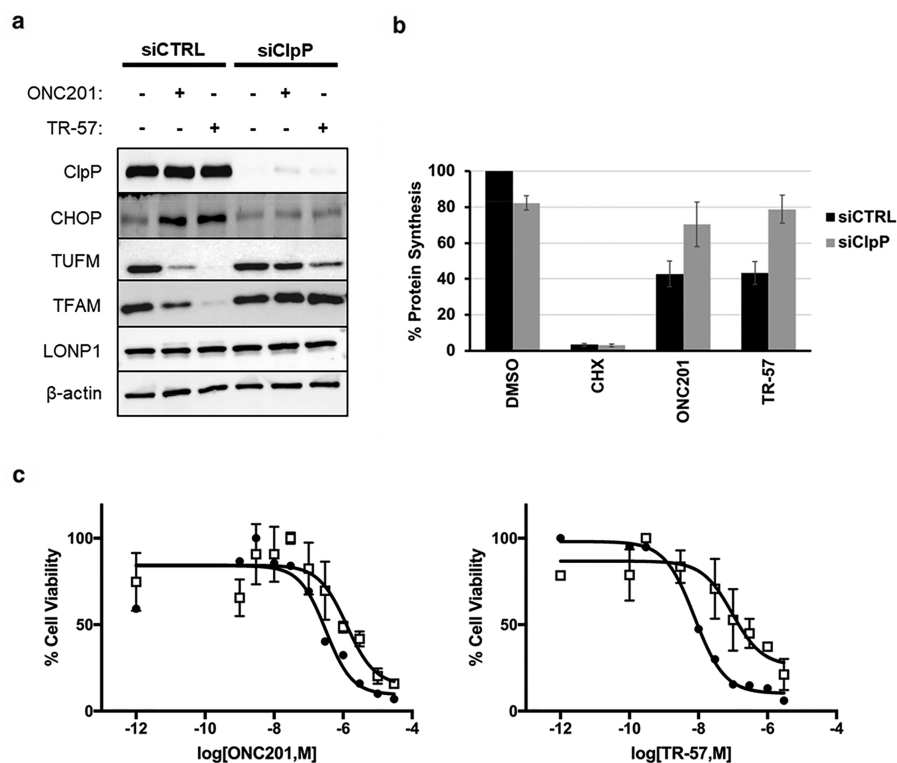 a
siCTRL siClpP
ONC201: - + - - + -
TR-57: - - + - - +
ClpP
CHOP
TUFM
TFAM
LONP1
β-actin
b
% Protein Synthesis
100
80
60
40
20
0
DMSO CHX ONC201 TR-57
siCTRL
siClpP
c
% Cell Viability
100
50
0
-12 -10 -8 -6 -4
log[ONC201,M]
% Cell Viability
100
50
0
-12 -10 -8 -6 -4
log[TR-57,M]